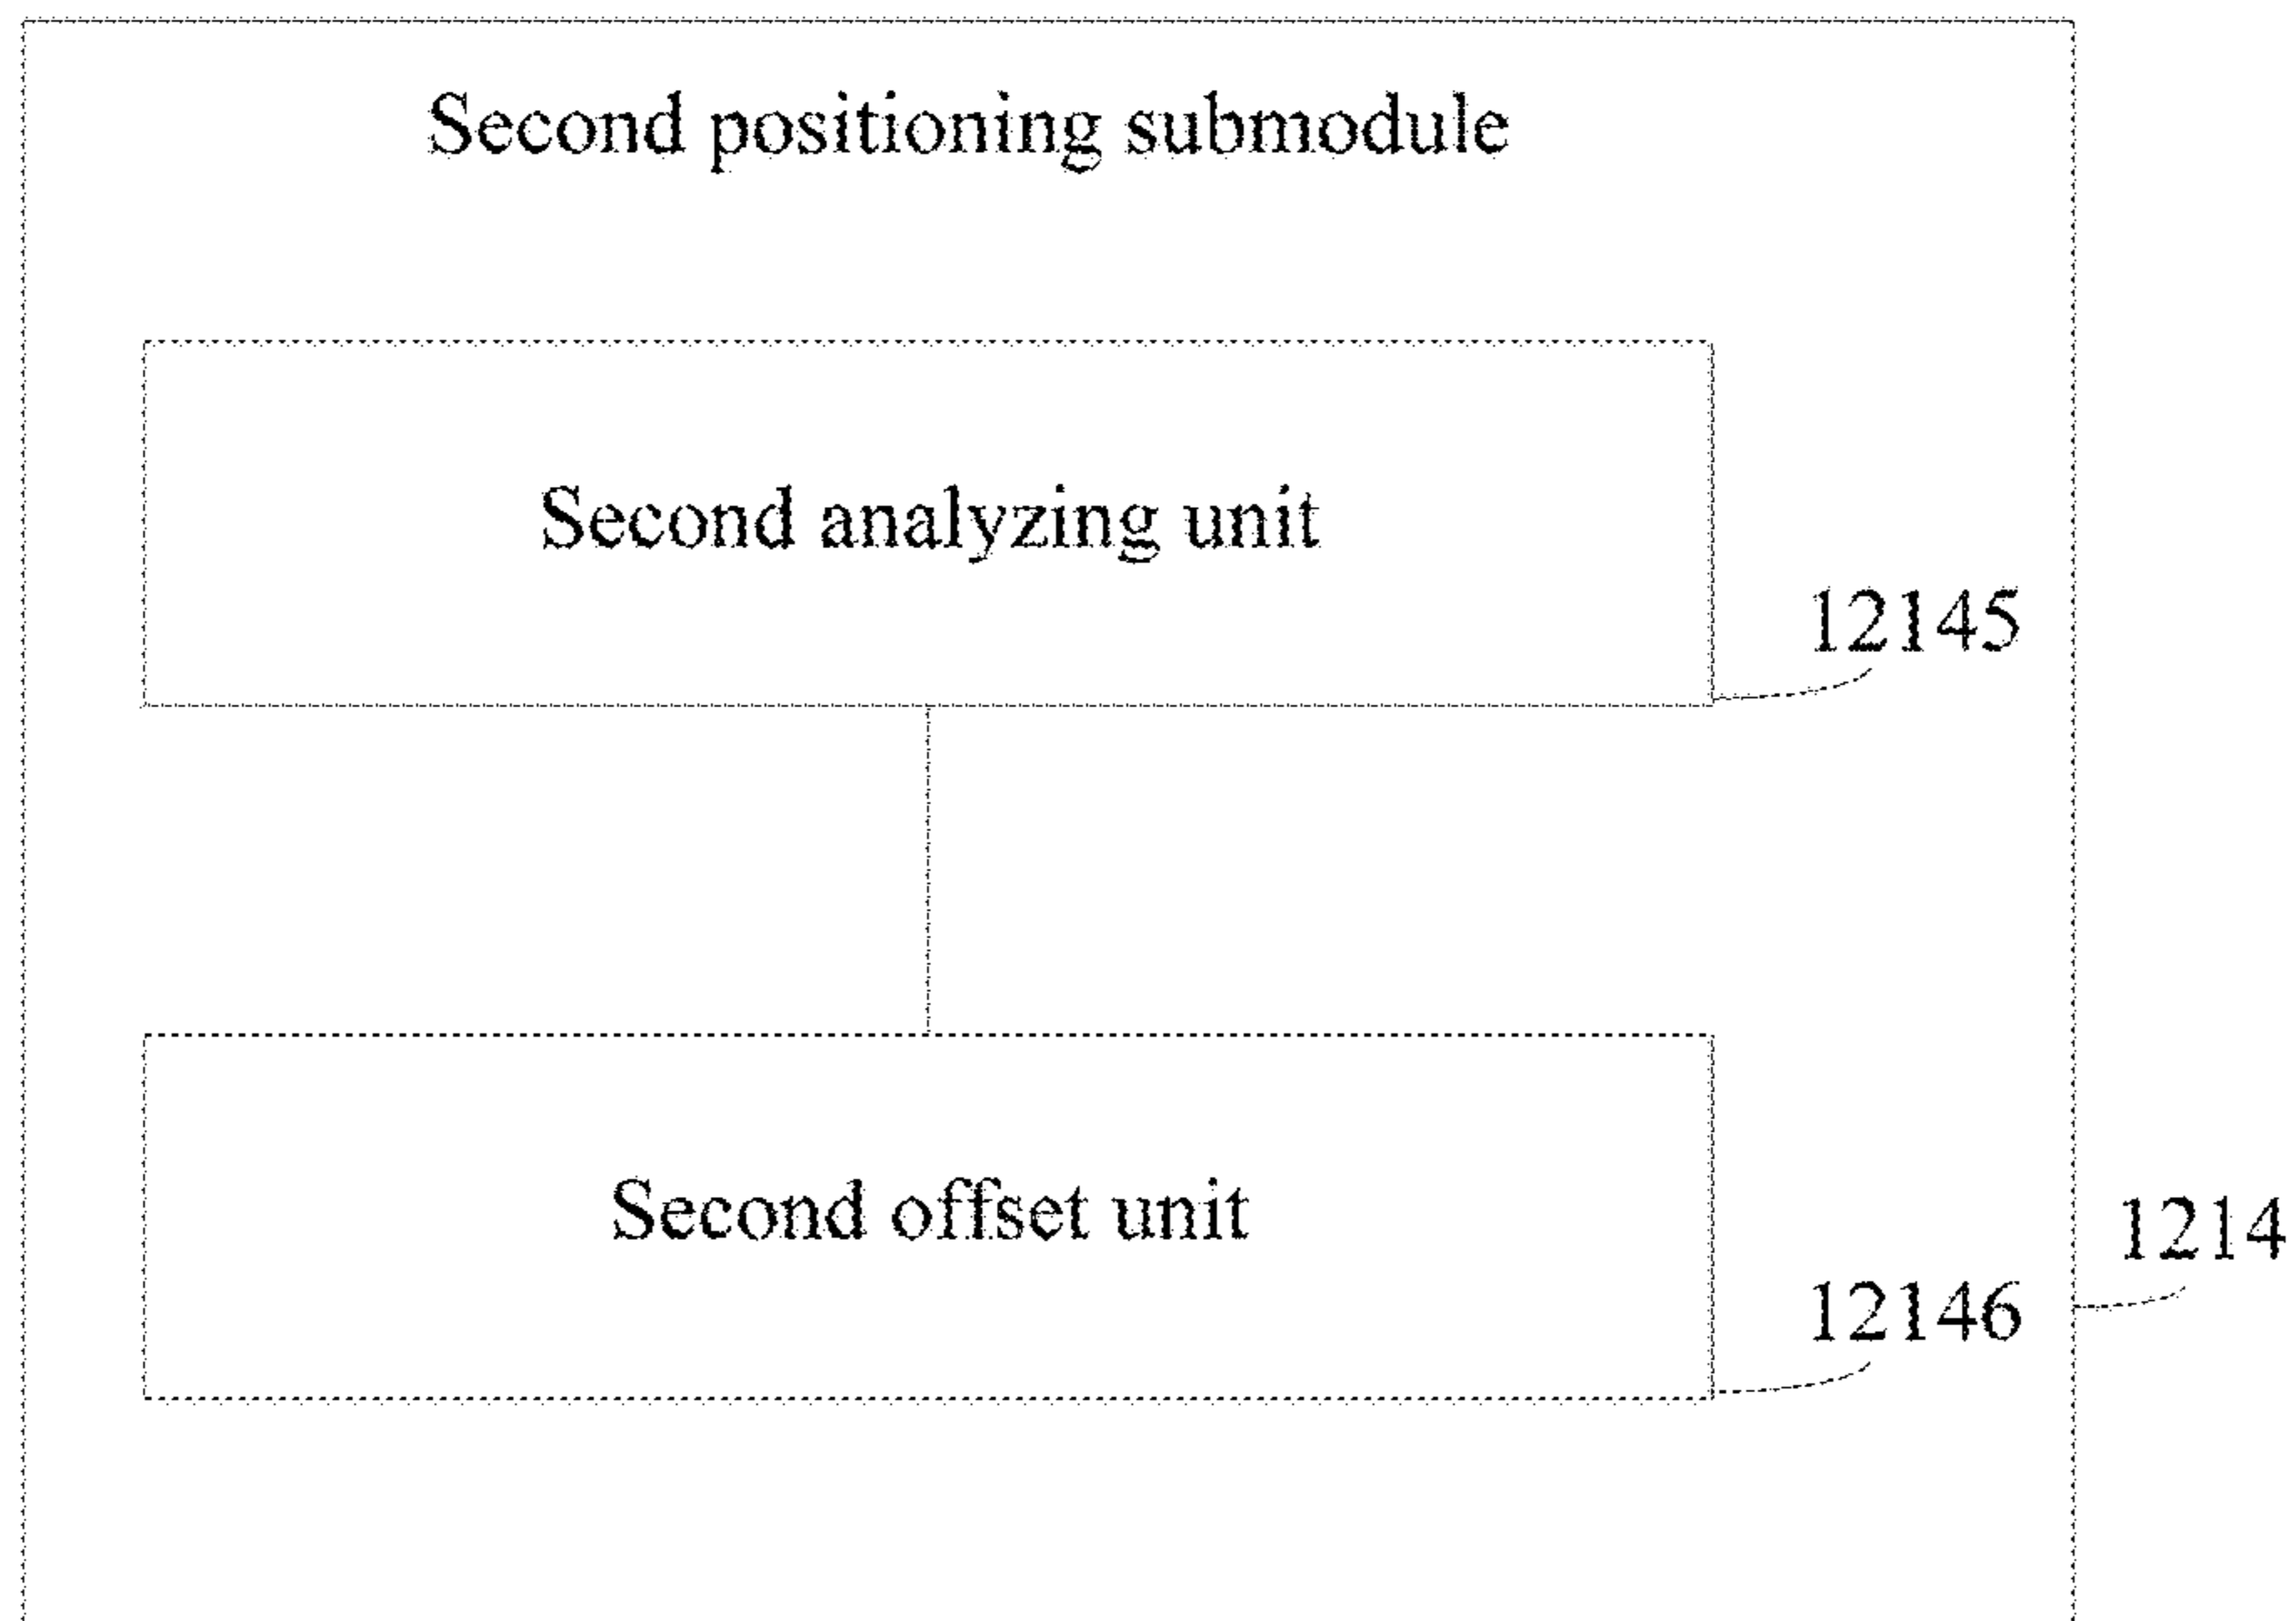 Second positioning submodule
Second analyzing unit
12145
Second offset unit
1214
12146